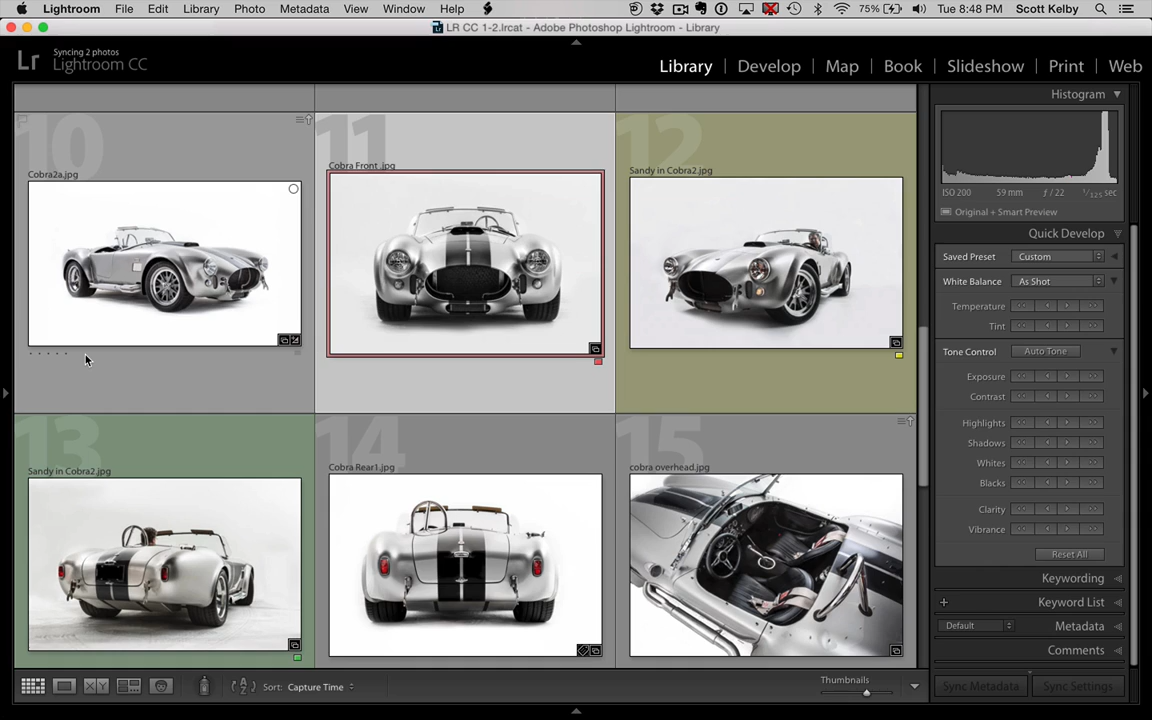 Lightroom File Edit Library Photo Metadata View Window Help 75% Tue 8:48 PM Scott Kelby
LR CC 1-2.lrcat - Adobe Photoshop Lightroom - Library
Lr Syncing 2 photos
Lightroom CC
Library | Develop | Map | Book | Slideshow | Print | Web
Histogram
10 11 12
Cobra2a.jpg Cobra Front .jpg Sandy in Cobra2.jpg
ISO 200 59 mm ƒ / 22 1/125 sec
Original + Smart Preview
Quick Develop
Saved Preset Custom
White Balance As Shot
Temperature
Tint
Tone Control Auto Tone
Exposure
Contrast
Highlights
Shadows
Whites
Blacks
Clarity
Vibrance
Reset All
13 14 15
Sandy in Cobra2.jpg Cobra Rear1.jpg cobra overhead.jpg
Keywording
+ Keyword List
Default Metadata
Comments
XY Sort: Capture Time Thumbnails
Sync Metadata Sync Settings